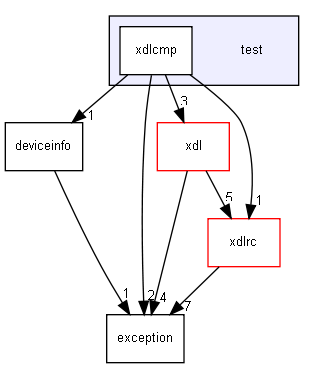 xdlcmp test
3
1
deviceinfo xdl
5 1
xdlrc
1 2 4 7
exception